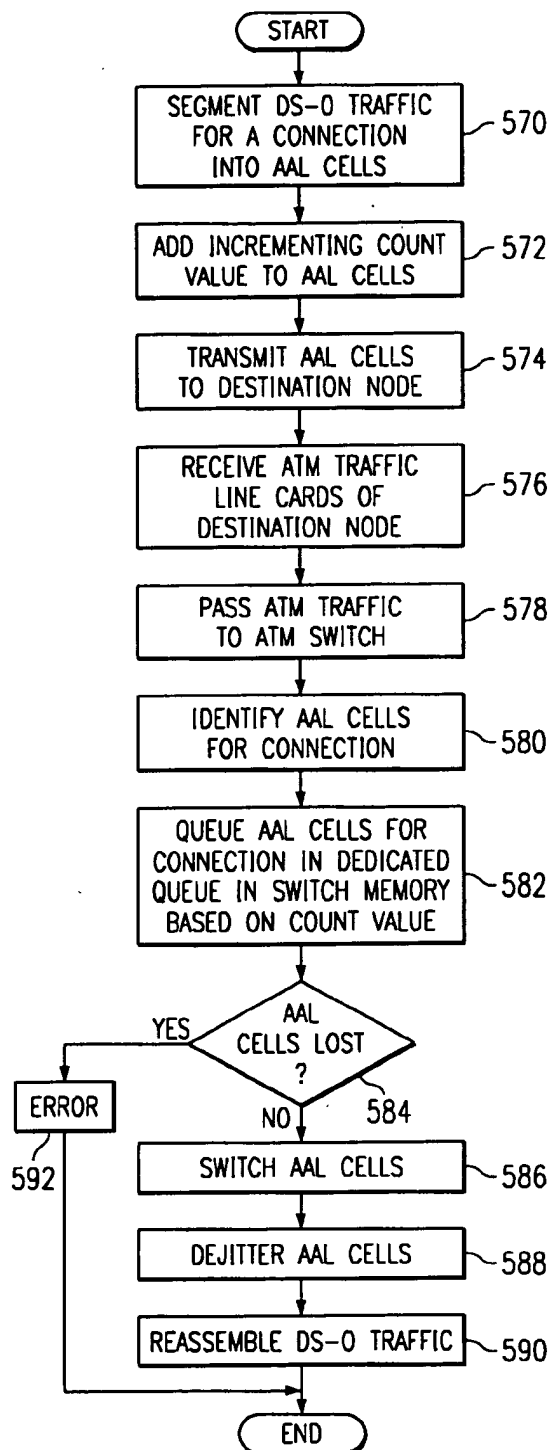 START
SEGMENT DS-0 TRAFFIC
FOR A CONNECTION
INTO AAL CELLS
570
ADD INCREMENTING COUNT
VALUE TO AAL CELLS
572
TRANSMIT AAL CELLS
TO DESTINATION NODE
574
RECEIVE ATM TRAFFIC
LINE CARDS OF
DESTINATION NODE
576
PASS ATM TRAFFIC
TO ATM SWITCH
578
IDENTIFY AAL CELLS
FOR CONNECTION
580
QUEUE AAL CELLS FOR
CONNECTION IN DEDICATED
QUEUE IN SWITCH MEMORY
BASED ON COUNT VALUE
582
AAL
CELLS LOST
?
584
YES
ERROR
592
NO
SWITCH AAL CELLS
586
DEJITTER AAL CELLS
588
REASSEMBLE DS-0 TRAFFIC
590
END